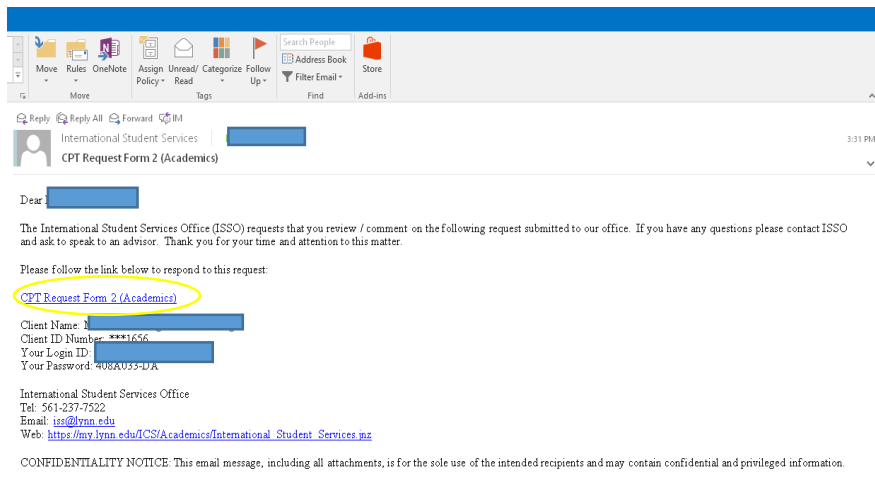 Search People
Address Book
Move Rules OneNote Assign Policy Unread/ Read Categorize Follow Up Filter Email Store
Move Tags Find Add-ins
Reply Reply All Forward IM
International Student Services
3:31 PM
CPT Request Form 2 (Academics)
Dear
The International Student Services Office (ISSO) requests that you review / comment on the following request submitted to our office. If you have any questions please contact ISSO
and ask to speak to an advisor. Thank you for your time and attention to this matter.
Please follow the link below to respond to this request:
CPT Request Form 2 (Academics)
Client Name:
Client ID Number: ***1656
Your Login ID:
Your Password: 408A033-DA
International Student Services Office
Tel: 561-237-7522
Email: iss@lynn.edu
Web: https://my.lynn.edu/ICS/Academics/International_Student_Services.jnz
CONFIDENTIALITY NOTICE: This email message, including all attachments, is for the sole use of the intended recipients and may contain confidential and privileged information.